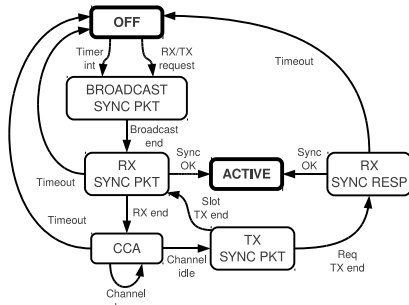 OFF
Timer
int
RX/TX
request
Timeout
BROADCAST
SYNC PKT
Broadcast
end
RX
SYNC PKT
Sync
OK
ACTIVE
Sync
OK
RX
SYNC RESP
Timeout
Slot
TX end
RX end
Timeout
CCA
Channel
idle
TX
SYNC PKT
Req
TX end
Channel